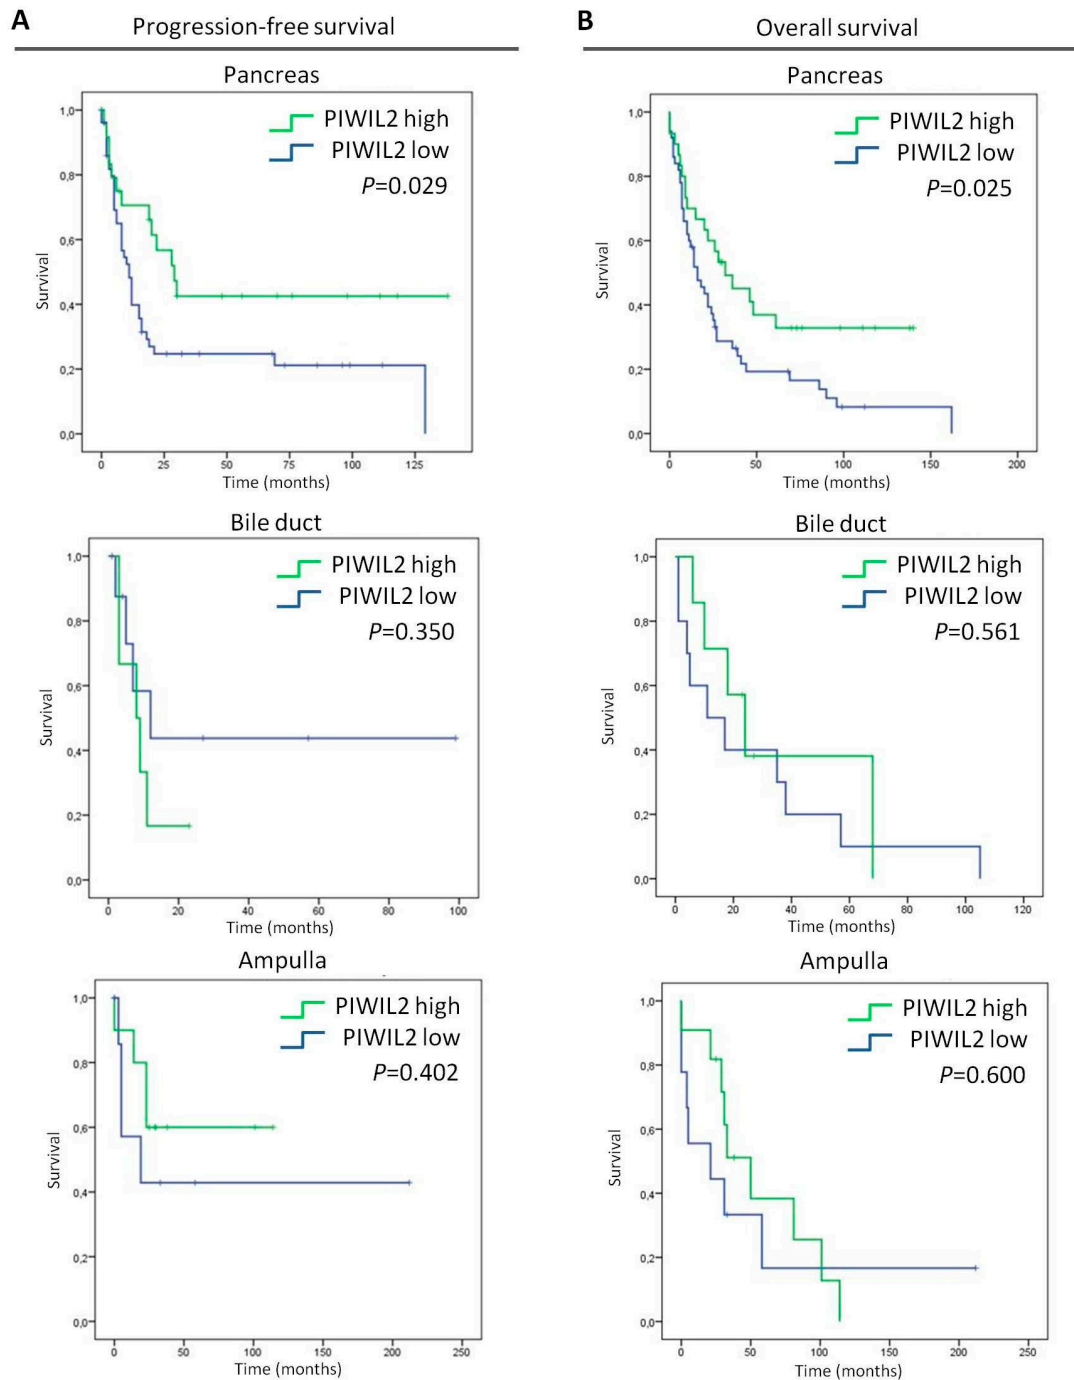 A
Progression-free survival
Pancreas
PIWIL2 high
PIWIL2 low
P=0.029
1,0
0,8
0,6
0,4
0,2
0,0
Survival
0 25 50 75 100 125
Time (months)
Bile duct
PIWIL2 high
PIWIL2 low
P=0.350
1,0
0,8
0,6
0,4
0,2
0,0
Survival
0 20 40 60 80 100
Time (months)
Ampulla
PIWIL2 high
PIWIL2 low
P=0.402
1,0
0,8
0,6
0,4
0,2
0,0
Survival
0 50 100 150 200 250
Time (months)
B
Overall survival
Pancreas
PIWIL2 high
PIWIL2 low
P=0.025
1,0
0,8
0,6
0,4
0,2
0,0
Survival
0 50 100 150 200
Time (months)
Bile duct
PIWIL2 high
PIWIL2 low
P=0.561
1,0
0,8
0,6
0,4
0,2
0,0
Survival
0 20 40 60 80 100 120
Time (months)
Ampulla
PIWIL2 high
PIWIL2 low
P=0.600
1,0
0,8
0,6
0,4
0,2
0,0
Survival
0 50 100 150 200 250
Time (months)